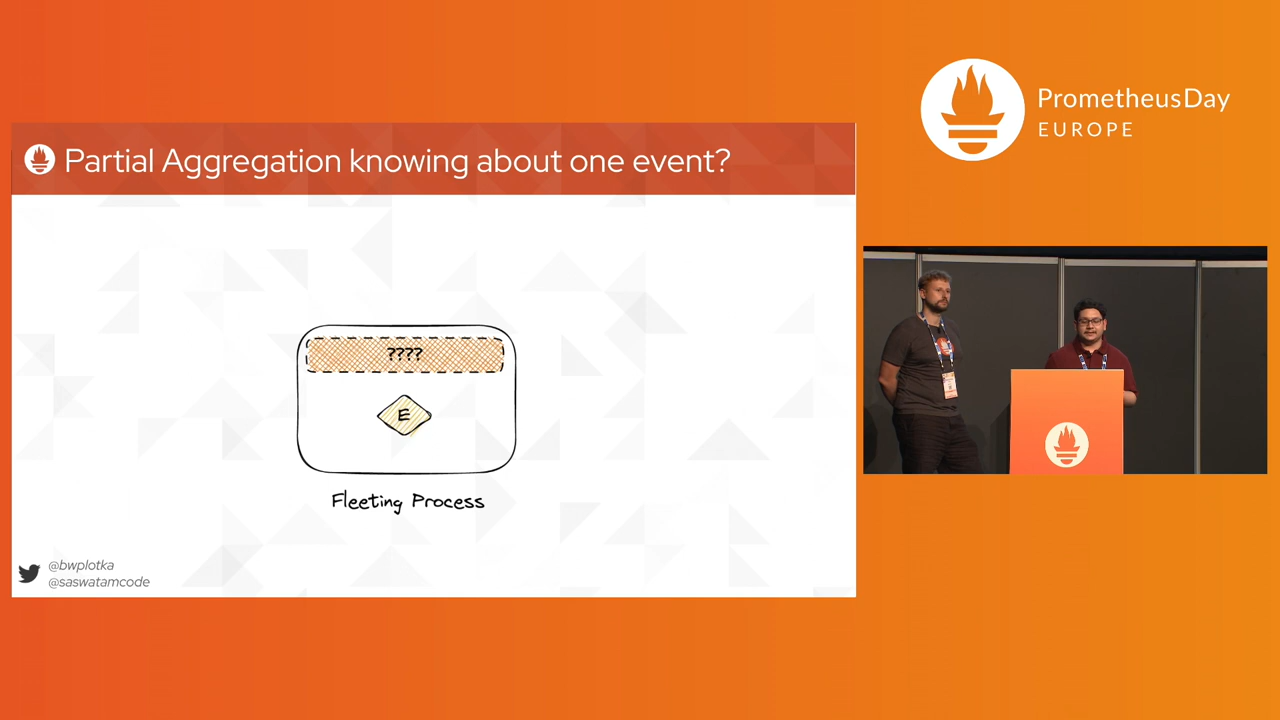 PrometheusDay
EUROPE
Partial Aggregation knowing about one event?
????
E
Fleeting Process
@bwplotka
@saswatamcode